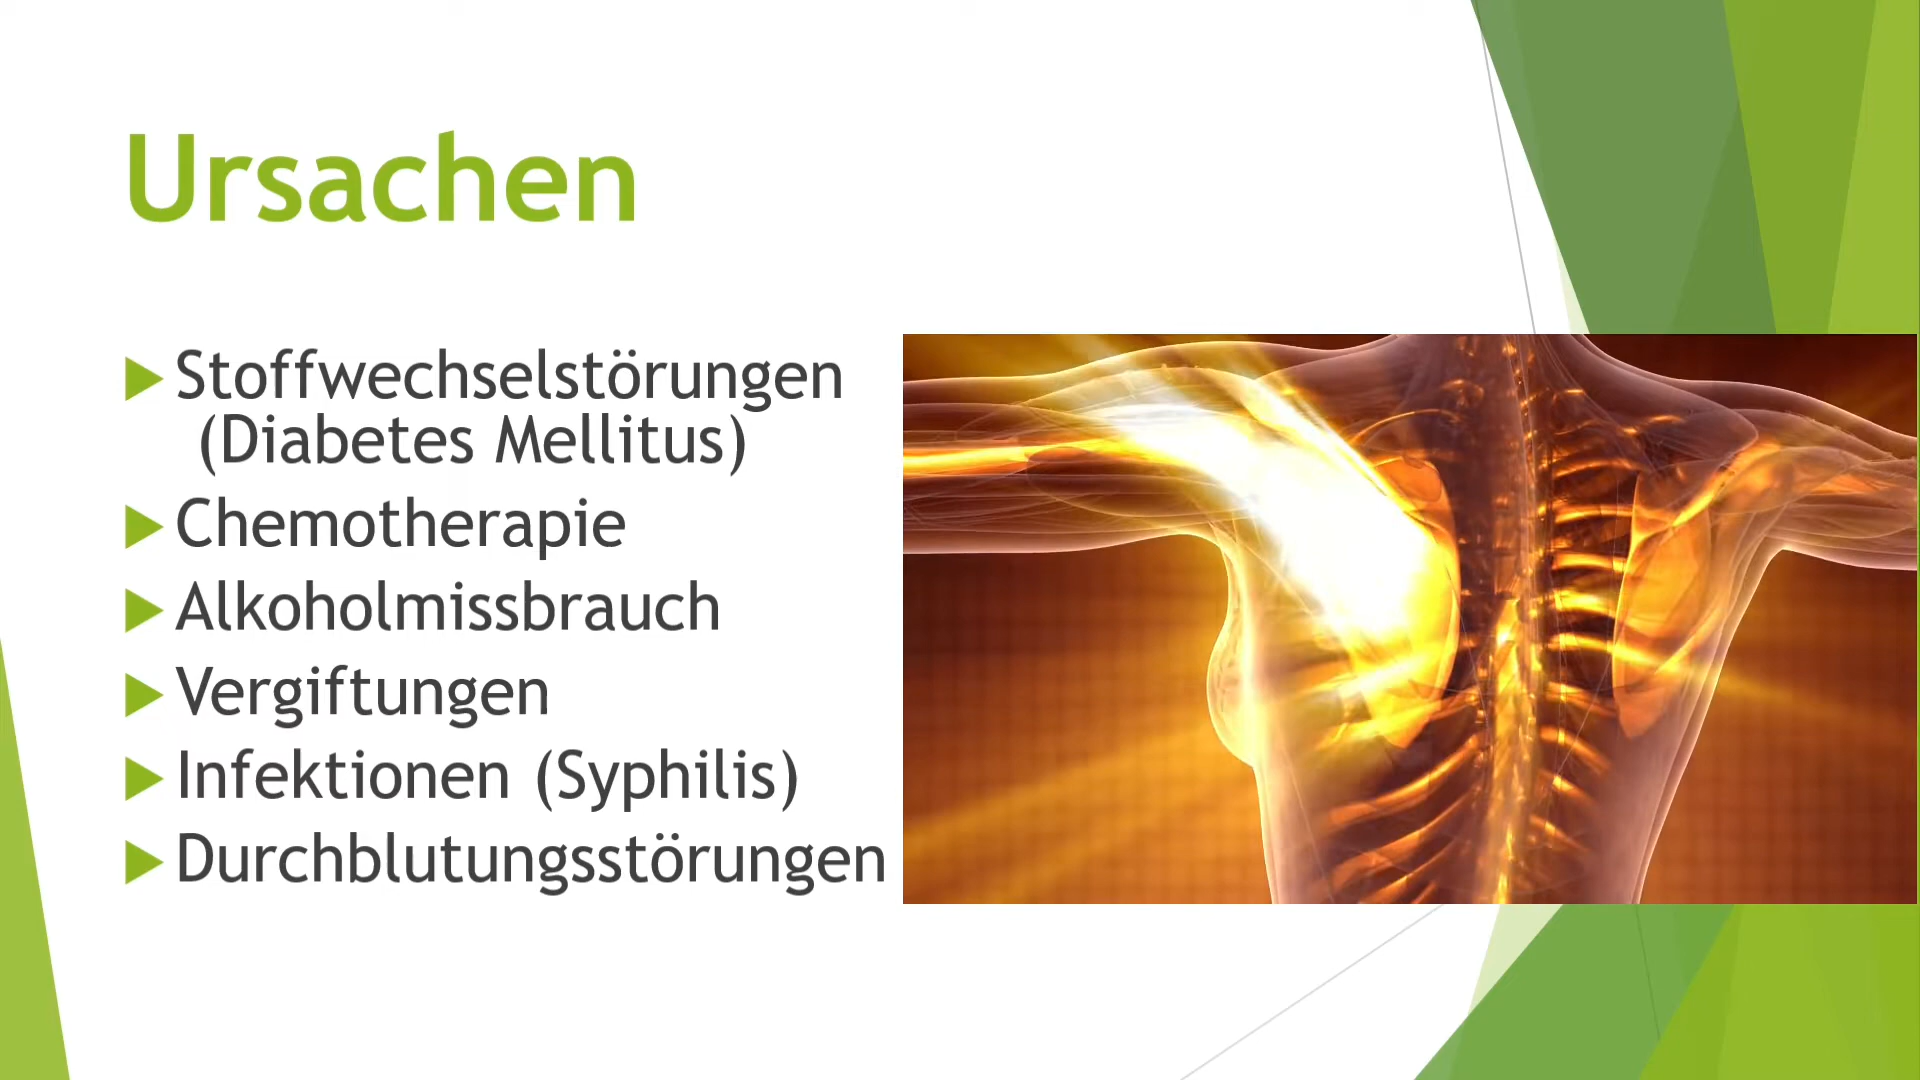 Ursachen
Stoffwechselstörungen
(Diabetes Mellitus)
Chemotherapie
Alkoholmissbrauch
Vergiftungen
Infektionen (Syphilis)
Durchblutungsstörungen